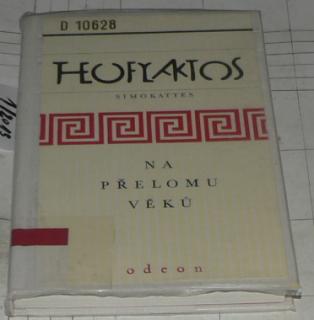 D 10628
THEOFYLAKTOS
SIMOKATTES
NA
PŘELOMU
VĚKŮ
odeon